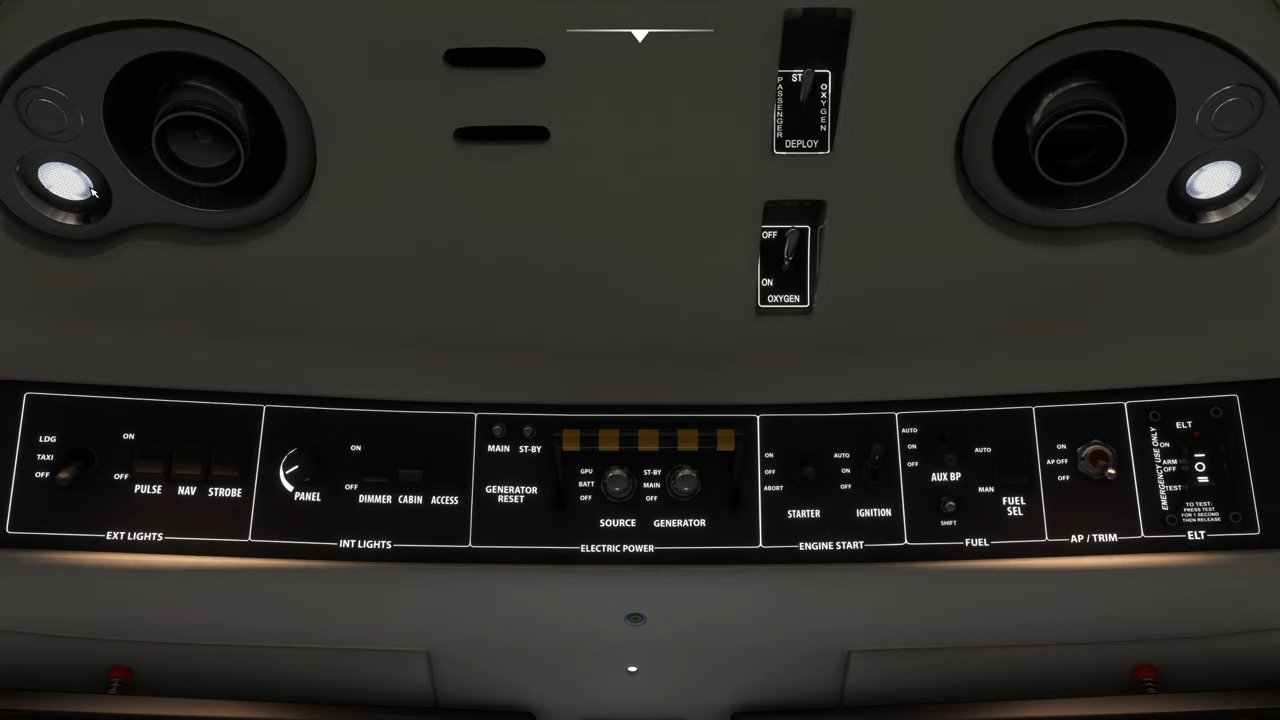 ST
PASSENGER
OXYGEN
DEPLOY
OFF
ON
OXYGEN
LDG
TAXI
OFF
ON
OFF
PULSE
NAV
STROBE
EXT LIGHTS
PANEL
ON
OFF
DIMMER
CABIN
ACCESS
INT LIGHTS
MAIN
ST-BY
GENERATOR
RESET
GPU
BATT
OFF
ST-BY
MAIN
OFF
SOURCE
GENERATOR
ELECTRIC POWER
ON
OFF
ABORT
STARTER
AUTO
ON
OFF
IGNITION
ENGINE START
AUTO
ON
OFF
AUX BP
SHIFT
AUTO
MAN
FUEL
SEL
FUEL
ON
AP OFF
OFF
AP / TRIM
EMERGENCY USE ONLY
ELT
ON
ARM
OFF
TEST
TO TEST:
PRESS TEST
FOR 1 SECOND
THEN RELEASE
ELT